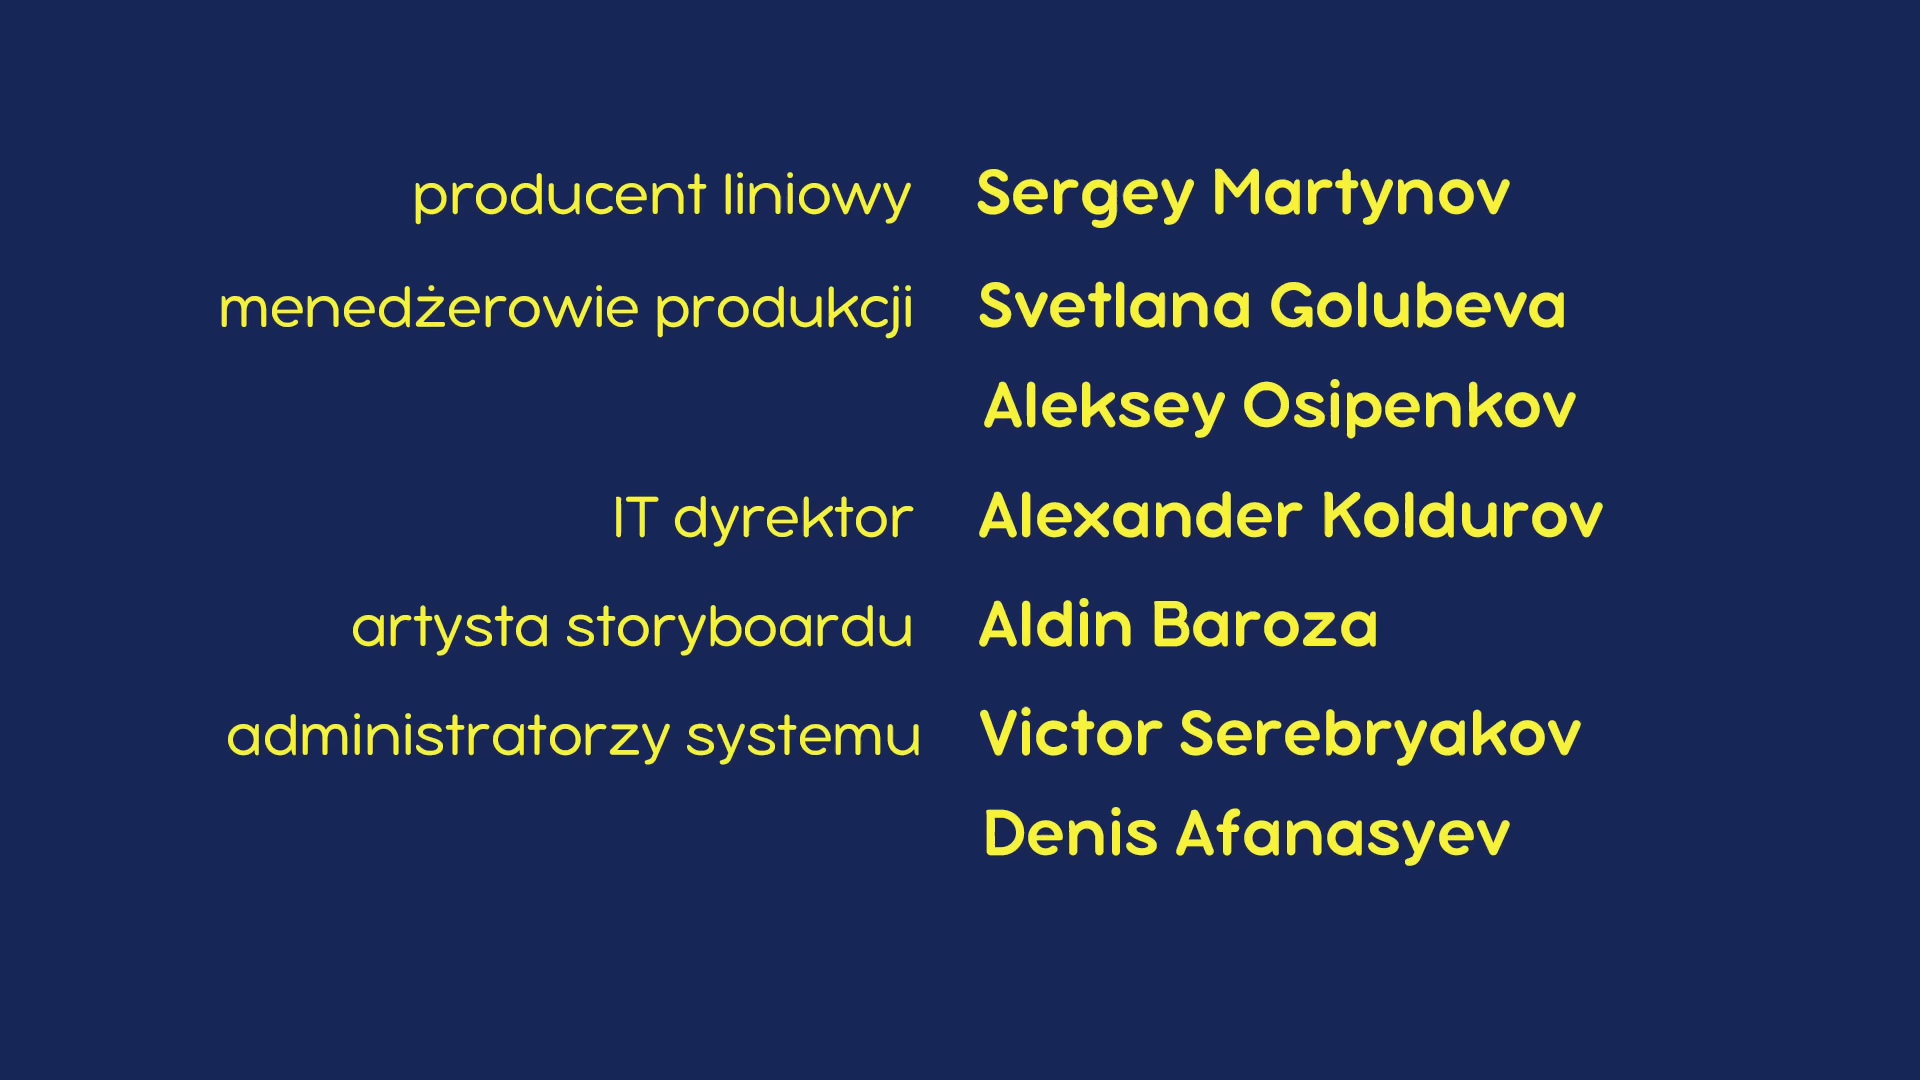 producent liniowy Sergey Martynov
menedżerowie produkcji Svetlana Golubeva
Aleksey Osipenkov
IT dyrektor Alexander Koldurov
artysta storyboardu Aldin Baroza
administratorzy systemu Victor Serebryakov
Denis Afanasyev